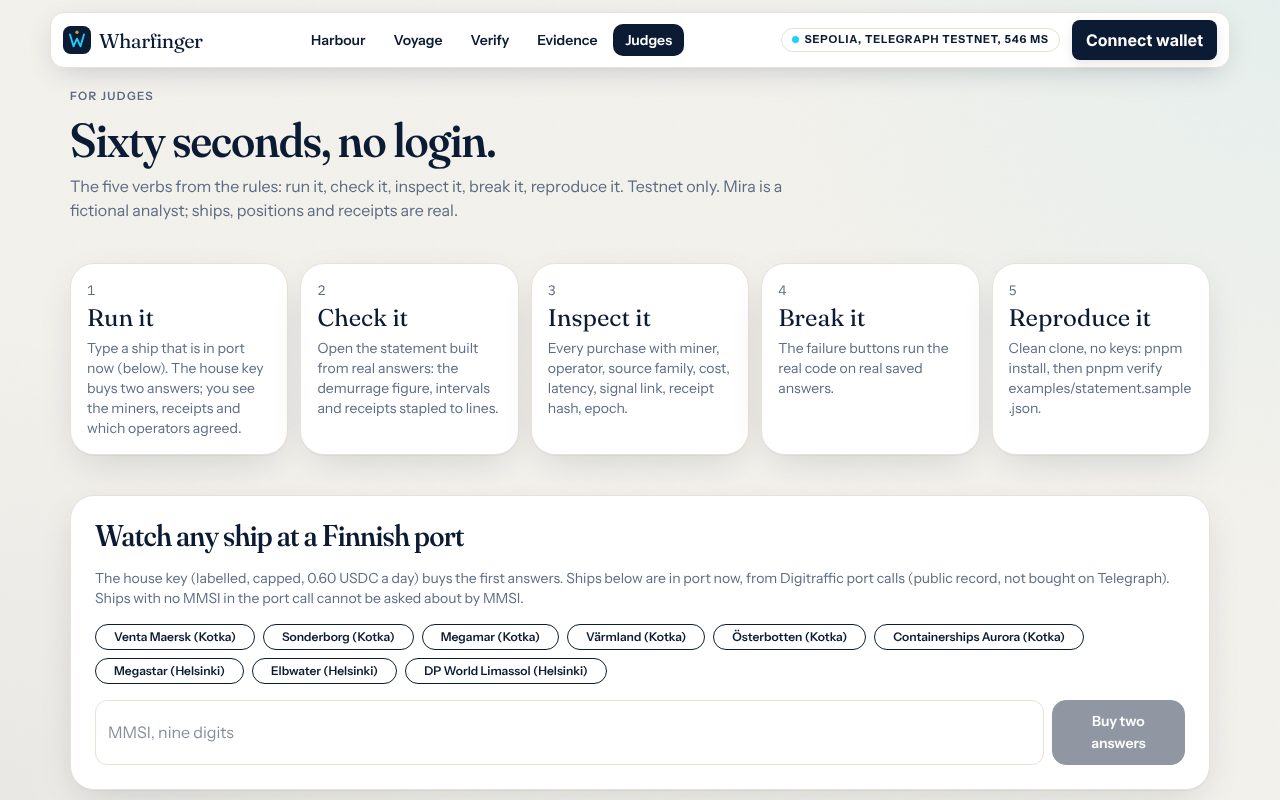 Wharfinger
Harbour
Voyage
Verify
Evidence
Judges
SEPOLIA, TELEGRAPH TESTNET, 546 MS
Connect wallet
FOR JUDGES
Sixty seconds, no login.
The five verbs from the rules: run it, check it, inspect it, break it, reproduce it. Testnet only. Mira is a
fictional analyst; ships, positions and receipts are real.
1
Run it
Type a ship that is in port
now (below). The house key
buys two answers; you see
the miners, receipts and
which operators agreed.
2
Check it
Open the statement built
from real answers: the
demurrage figure, intervals
and receipts stapled to lines.
3
Inspect it
Every purchase with miner,
operator, source family, cost,
latency, signal link, receipt
hash, epoch.
4
Break it
The failure buttons run the
real code on real saved
answers.
5
Reproduce it
Clean clone, no keys: pnpm
install, then pnpm verify
examples/statement.sample
.json.
Watch any ship at a Finnish port
The house key (labelled, capped, 0.60 USDC a day) buys the first answers. Ships below are in port now, from Digitraffic port calls (public record, not bought on Telegraph).
Ships with no MMSI in the port call cannot be asked about by MMSI.
Venta Maersk (Kotka)
Sonderborg (Kotka)
Megamar (Kotka)
Värmland (Kotka)
Österbotten (Kotka)
Containerships Aurora (Kotka)
Megastar (Helsinki)
Elbwater (Helsinki)
DP World Limassol (Helsinki)
MMSI, nine digits
Buy two
answers